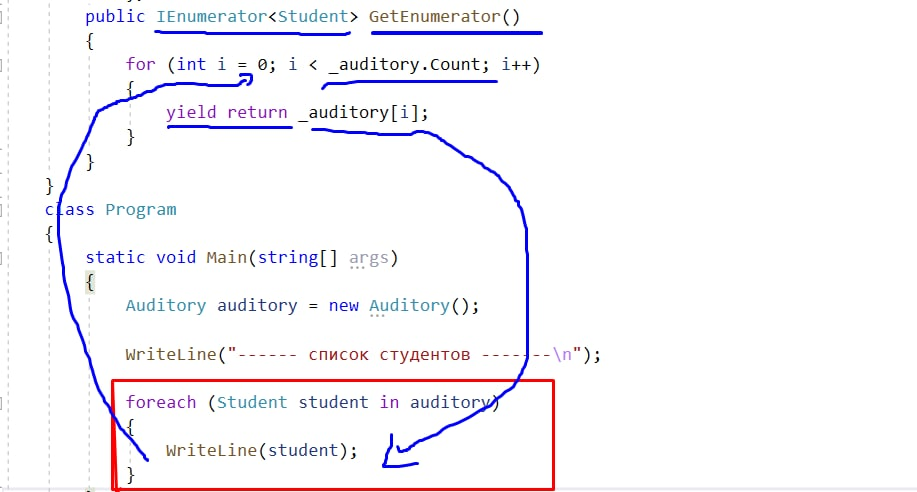 public IEnumerator<Student> GetEnumerator()
{
for (int i = 0; i < _auditory.Count; i++)
{
yield return _auditory[i];
}
}
}
class Program
{
static void Main(string[] args)
{
Auditory auditory = new Auditory();
WriteLine("------ список студентов -------\n");
foreach (Student student in auditory)
{
WriteLine(student);
}